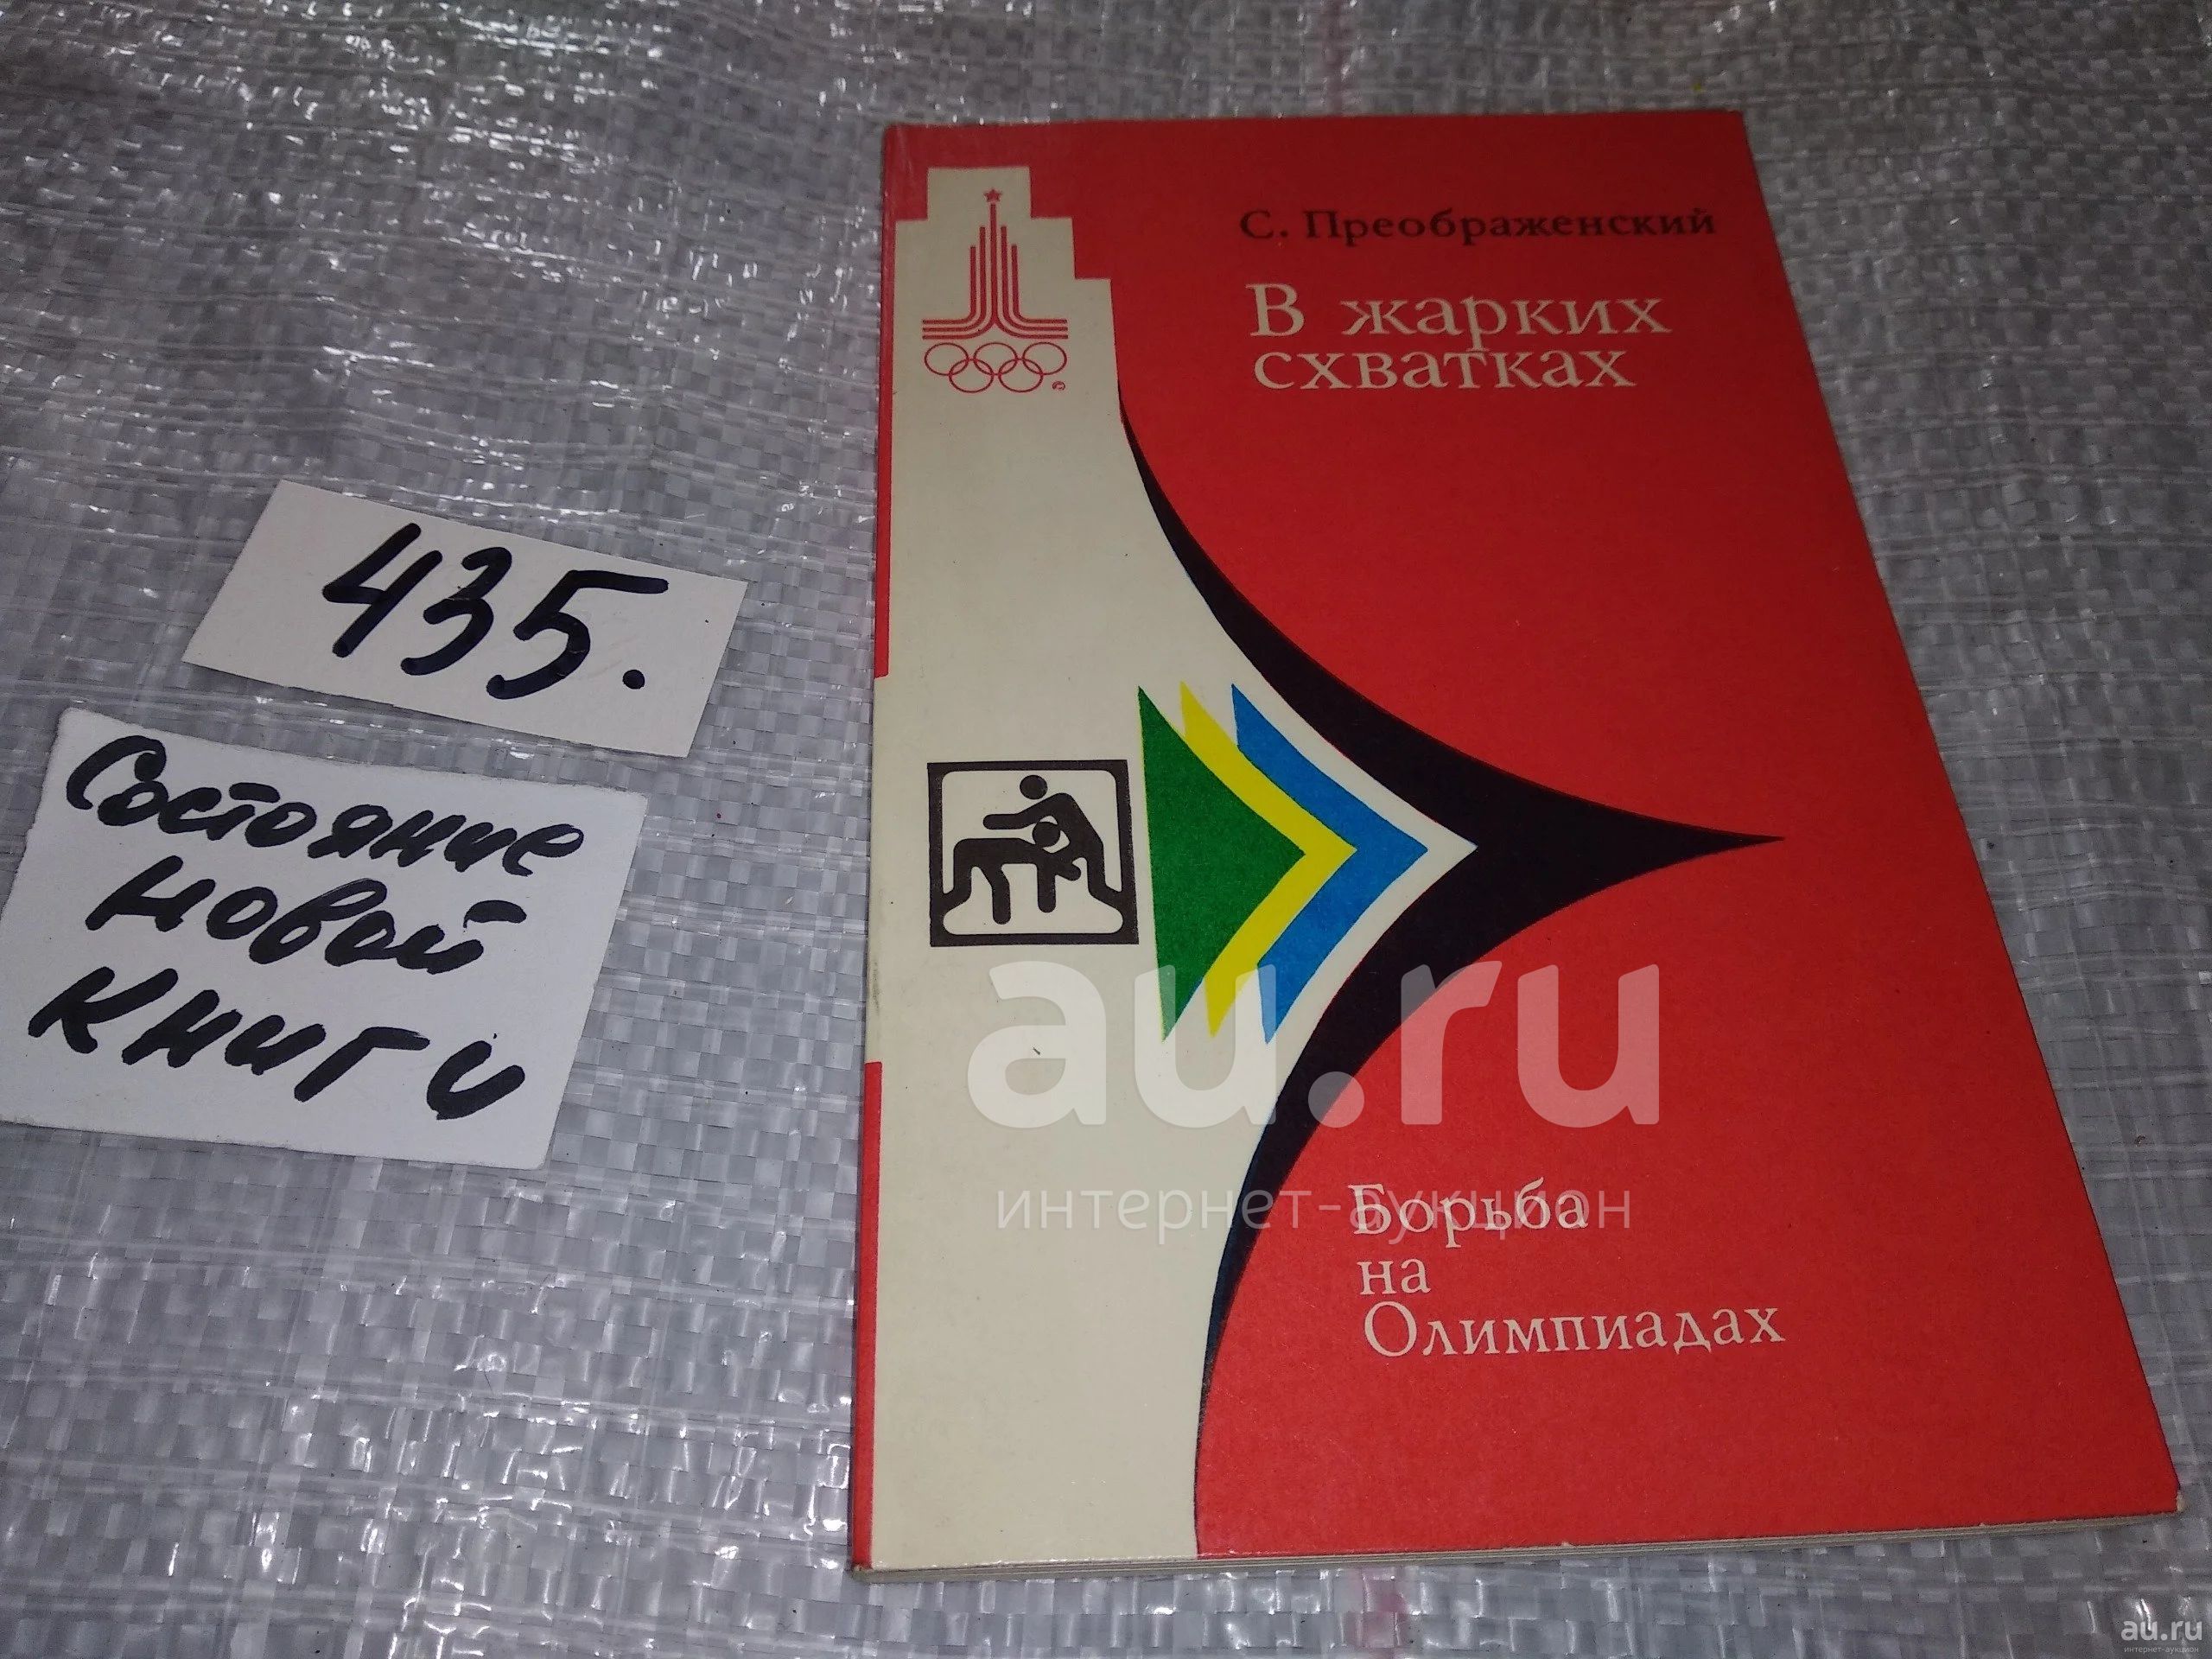 С. Преображенский
В жарких
схватках
435.
Состояние
новой
книги
au.ru
интернет-аукцион
Борьба
на
Олимпиадах
au.ru
интернет-аукцион